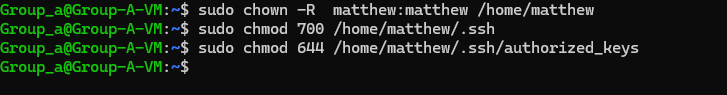 Group_a@Group-A-VM:~$ sudo chown -R  matthew:matthew /home/matthew
Group_a@Group-A-VM:~$ sudo chmod 700 /home/matthew/.ssh
Group_a@Group-A-VM:~$ sudo chmod 644 /home/matthew/.ssh/authorized_keys
Group_a@Group-A-VM:~$